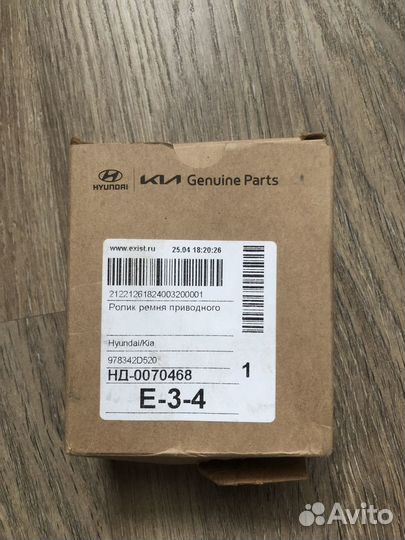 HYUNDAI KIA Genuine Parts
www.exist.ru 25.04 18:20:26
21221261824003200001
Ролик ремня приводного
Hyundai/Kia
978342D520
НД-0070468
1
E-3-4
Avito